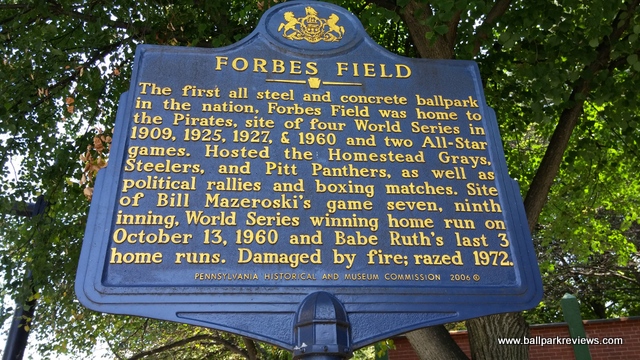 FORBES FIELD
The first all steel and concrete ballpark
in the nation, Forbes Field was home to
the Pirates, site of four World Series in
1909, 1925, 1927, & 1960 and two All-Star
games. Hosted the Homestead Grays,
Steelers, and Pitt Panthers, as well as
political rallies and boxing matches. Site
of Bill Mazeroski's game seven, ninth
inning, World Series winning home run on
October 13, 1960 and Babe Ruth's last 3
home runs. Damaged by fire; razed 1972.
PENNSYLVANIA HISTORICAL AND MUSEUM COMMISSION 2006 ©
www.ballparkreviews.com